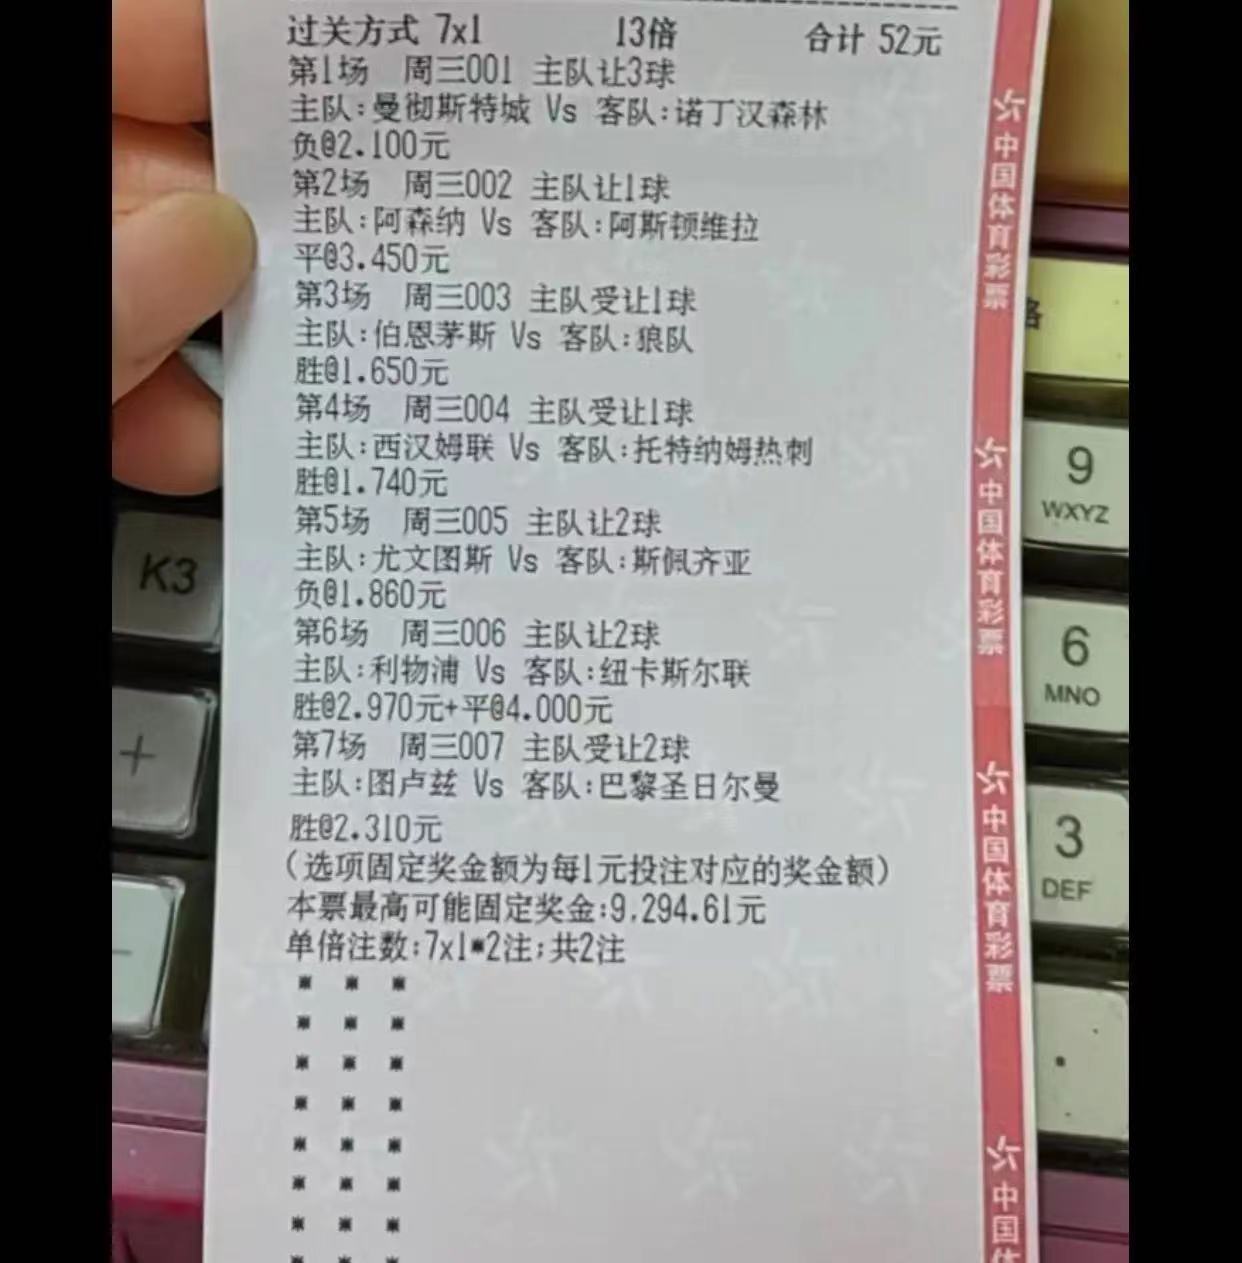 过关方式 7x1 13倍 合计 52元
第1场 周三001 主队让3球
主队:曼彻斯特城 Vs 客队:诺丁汉森林
负@2.100元
第2场 周三002 主队让1球
主队:阿森纳 Vs 客队:阿斯顿维拉
平@3.450元
第3场 周三003 主队受让1球
主队:伯恩茅斯 Vs 客队:狼队
胜@1.650元
第4场 周三004 主队受让1球
主队:西汉姆联 Vs 客队:托特纳姆热刺
胜@1.740元
第5场 周三005 主队让2球
主队:尤文图斯 Vs 客队:斯佩齐亚
负@1.860元
第6场 周三006 主队让2球
主队:利物浦 Vs 客队:纽卡斯尔联
胜@2.970元+平@4.000元
第7场 周三007 主队受让2球
主队:图卢兹 Vs 客队:巴黎圣日尔曼
胜@2.310元
(选项固定奖金额为每1元投注对应的奖金额)
本票最高可能固定奖金:9,294.61元
单倍注数:7x1*2注;共2注
中国体育彩票
中国体育彩票
中国体育彩票
中国体
K3
+
9
WXYZ
6
MNO
3
DEF
.